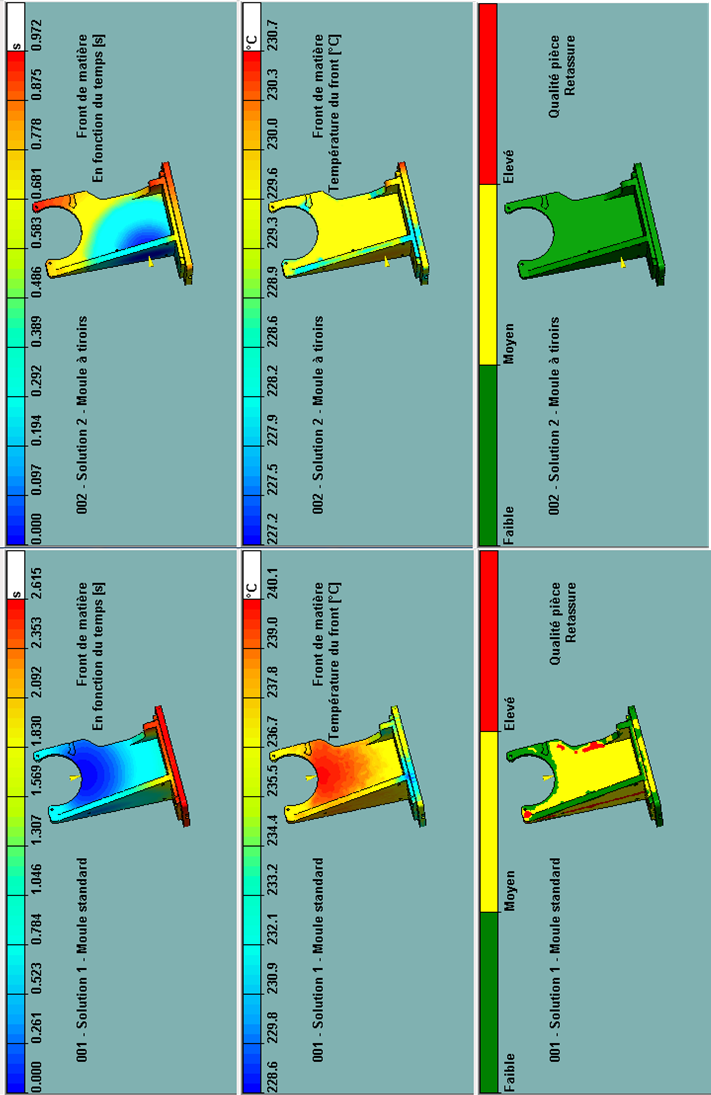 s
0.000 0.261 0.523 0.784 1.046 1.307 1.569 1.830 2.092 2.353 2.615
001 - Solution 1 - Moule standard
Front de matière
En fonction du temps [s]
s
0.000 0.097 0.194 0.292 0.389 0.486 0.583 0.681 0.778 0.875 0.972
002 - Solution 2 - Moule à tiroirs
Front de matière
En fonction du temps [s]
°C
228.6 229.8 230.9 232.1 233.2 234.4 235.5 236.7 237.8 239.0 240.1
001 - Solution 1 - Moule standard
Front de matière
Température du front [°C]
°C
227.2 227.5 227.9 228.2 228.6 228.9 229.3 229.6 230.0 230.3 230.7
002 - Solution 2 - Moule à tiroirs
Front de matière
Température du front [°C]
Faible Moyen Elevé
001 - Solution 1 - Moule standard
Qualité pièce
Retassure
Faible Moyen Elevé
002 - Solution 2 - Moule à tiroirs
Qualité pièce
Retassure